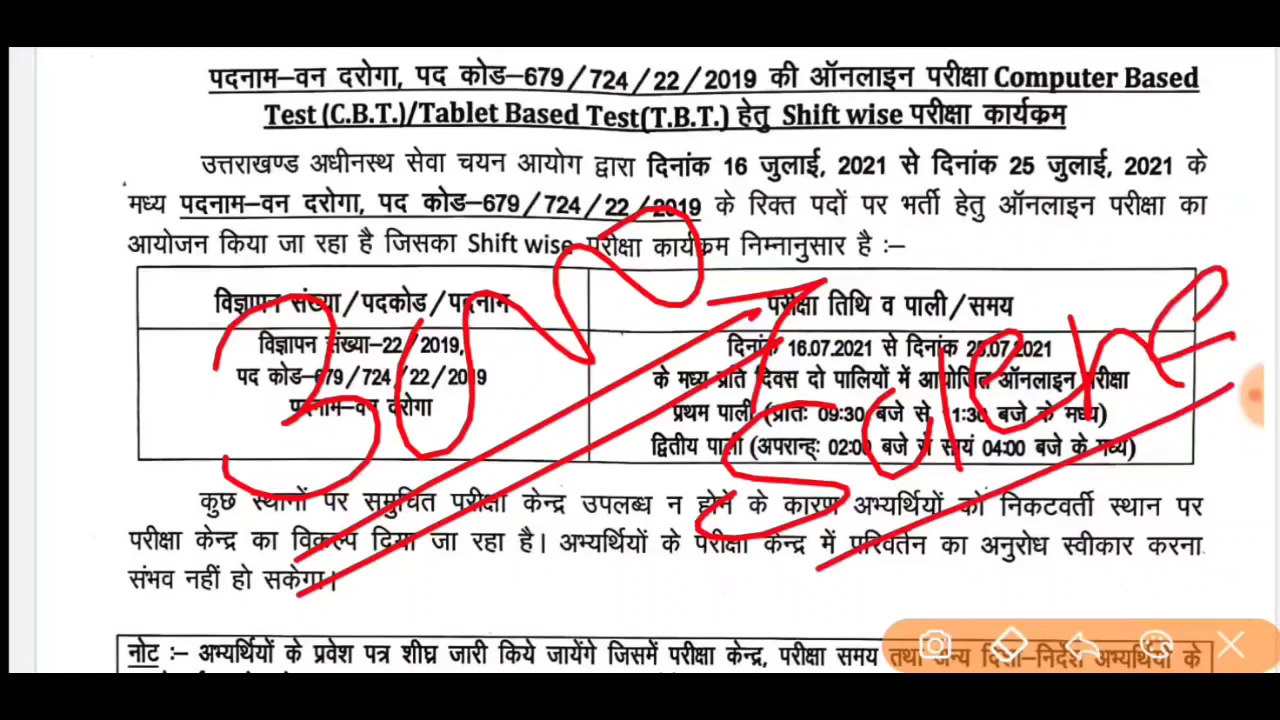 पदनाम–वन दरोगा, पद कोड–679/724/22/2019 की ऑनलाइन परीक्षा Computer Based
Test (C.B.T.)/Tablet Based Test(T.B.T.) हेतु Shift wise परीक्षा कार्यक्रम
उत्तराखण्ड अधीनस्थ सेवा चयन आयोग द्वारा दिनांक 16 जुलाई, 2021 से दिनांक 25 जुलाई, 2021 के
मध्य पदनाम–वन दरोगा, पद कोड–679/724/22/2019 के रिक्त पदों पर भर्ती हेतु ऑनलाइन परीक्षा का
आयोजन किया जा रहा है जिसका Shift wise परीक्षा कार्यक्रम निम्नानुसार है :–
विज्ञापन संख्या/पदकोड/पदनाम
परीक्षा तिथि व पाली/समय
विज्ञापन संख्या–22/2019,
पद कोड–679/724/22/2019
पदनाम–वन दरोगा
दिनांक 16.07.2021 से दिनांक 25.07.2021
के मध्य प्रति दिवस दो पालियों में आयोजित ऑनलाइन परीक्षा
प्रथम पाली (प्रातः 09:30 बजे से 11:30 बजे के मध्य)
द्वितीय पाली (अपरान्ह्: 02:00 बजे से सायं 04:00 बजे के मध्य)
कुछ स्थानों पर समुचित परीक्षा केन्द्र उपलब्ध न होने के कारण अभ्यर्थियों को निकटवर्ती स्थान पर
परीक्षा केन्द्र का विकल्प दिया जा रहा है। अभ्यर्थियों के परीक्षा केन्द्र में परिवर्तन का अनुरोध स्वीकार करना
संभव नहीं हो सकेगा।
नोट :– अभ्यर्थियों के प्रवेश पत्र शीघ्र जारी किये जायेंगे जिसमें परीक्षा केन्द्र, परीक्षा समय तथा अन्य दिशा–निर्देश अभ्यर्थियों के